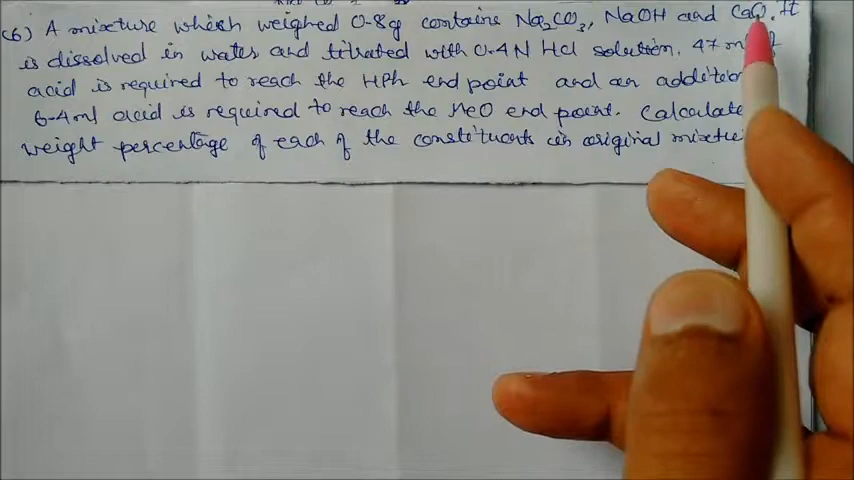 (6) A mixture which weighed 0.8g contains Na2CO3, NaOH and CaO. It
is dissolved in water and titrated with 0.4N HCl solution. 47 ml of
acid is required to reach the HPh end point and an
6.4ml acid is required to reach the MeO end point. Calculate
weight percentage of each of the constituents in original mixture